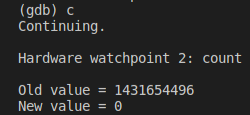 (gdb) c
Continuing.
Hardware watchpoint 2: count
Old value = 1431654496
New value = 0